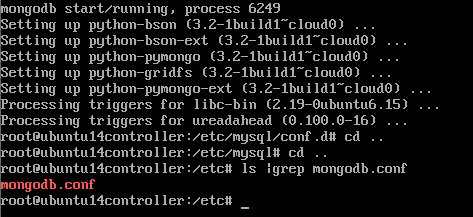 mongodb start/running, process 6249
Setting up python-bson (3.2-1build1~cloud0) ...
Setting up python-bson-ext (3.2-1build1~cloud0) ...
Setting up python-pymongo (3.2-1build1~cloud0) ...
Setting up python-gridfs (3.2-1build1~cloud0) ...
Setting up python-pymongo-ext (3.2-1build1~cloud0) ...
Processing triggers for libc-bin (2.19-0ubuntu6.15) ...
Processing triggers for ureadahead (0.100.0-16) ...
root@ubuntu14controller:/etc/mysql/conf.d# cd ..
root@ubuntu14controller:/etc/mysql# cd ..
root@ubuntu14controller:/etc# ls |grep mongodb.conf
mongodb.conf
root@ubuntu14controller:/etc# _